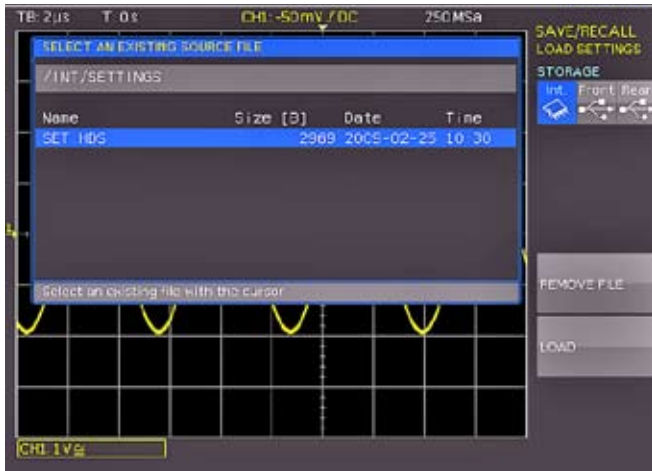 TB: 2µs T: 0s CH1: -50mV / DC 250MSa
SAVE/RECALL
LOAD SETTINGS
SELECT AN EXISTING SOURCE FILE
/INT/SETTINGS
STORAGE
Int. Front Rear
Name Size [B] Date Time
SET HDS 2969 2009-02-25 10:30
Select an existing file with the cursor
REMOVE FILE
LOAD
CH1: 1V